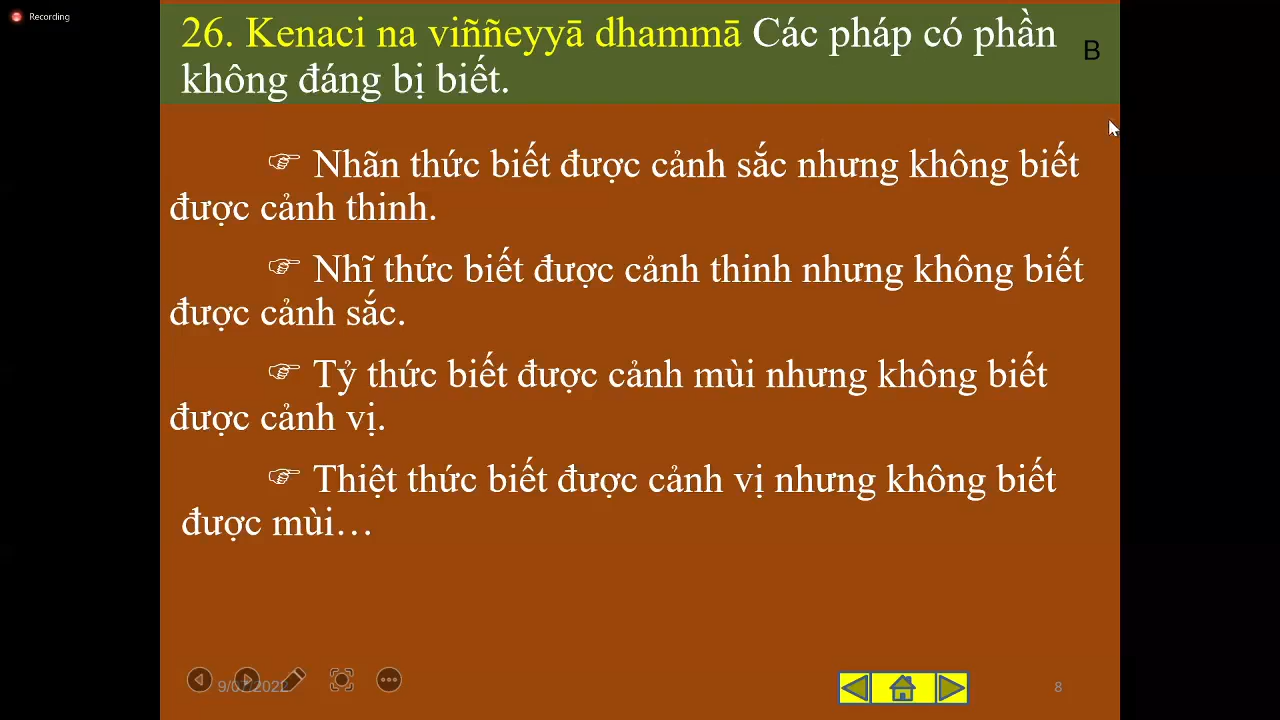 Recording
26. Kenaci na viññeyyā dhammā Các pháp có phần
không đáng bị biết.
B
☞ Nhãn thức biết được cảnh sắc nhưng không biết
được cảnh thinh.
☞ Nhĩ thức biết được cảnh thinh nhưng không biết
được cảnh sắc.
☞ Tỷ thức biết được cảnh mùi nhưng không biết
được cảnh vị.
☞ Thiệt thức biết được cảnh vị nhưng không biết
được mùi…
9/07/2022
8